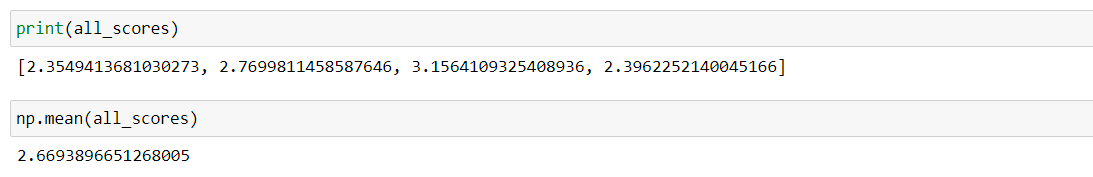 print(all_scores)
[2.3549413681030273, 2.7699811458587646, 3.1564109325408936, 2.3962252140045166]
np.mean(all_scores)
2.6693896651268005